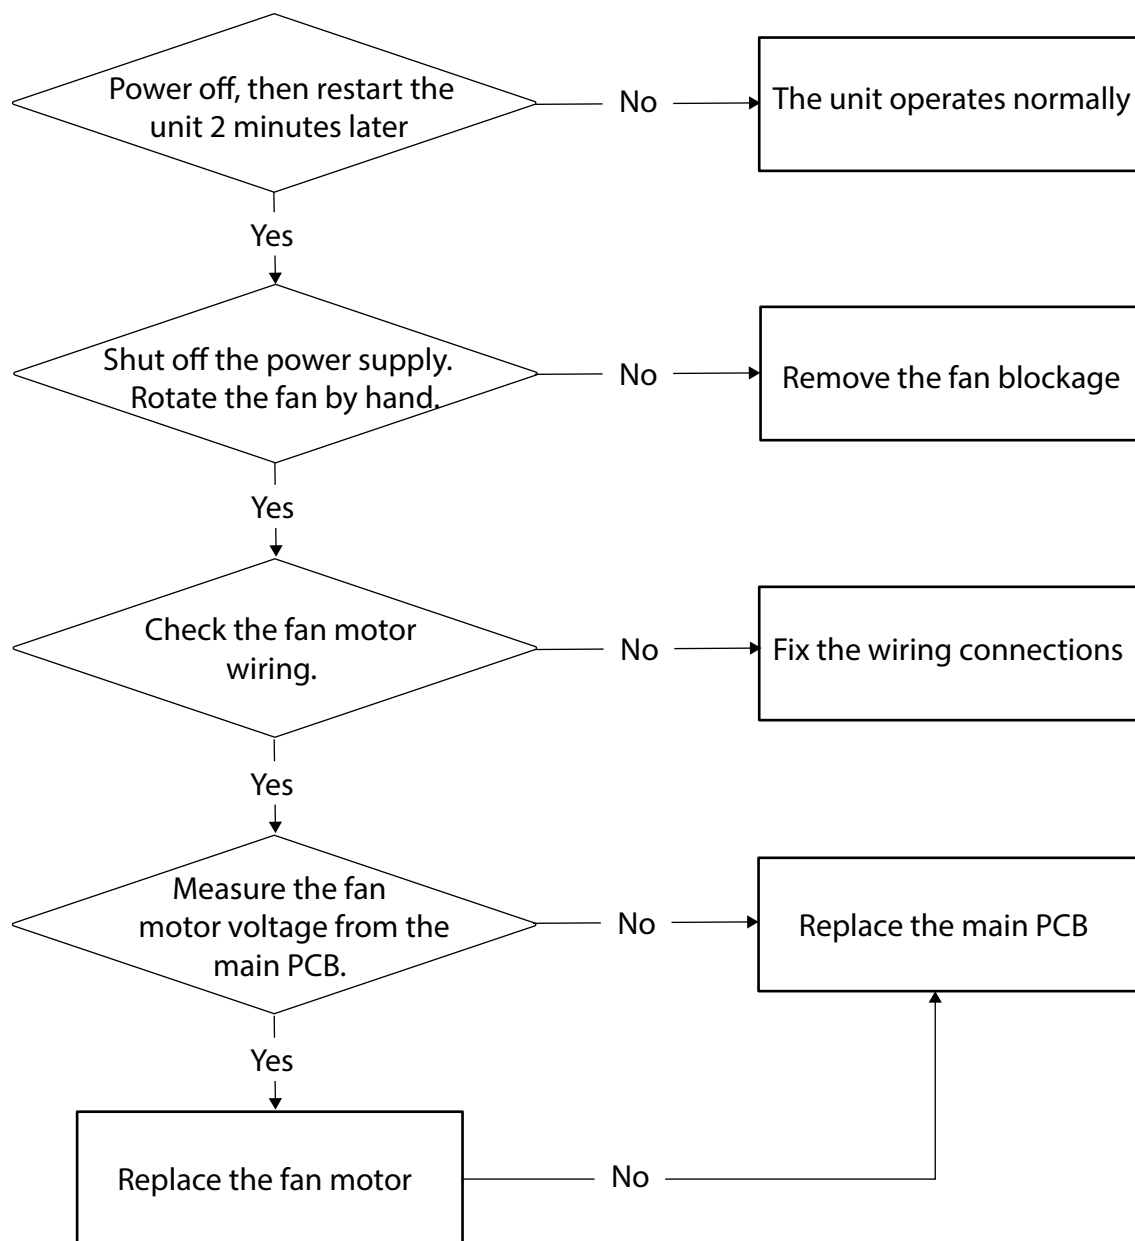 Power off, then restart the
unit 2 minutes later
No
The unit operates normally
Yes
Shut off the power supply.
Rotate the fan by hand.
No
Remove the fan blockage
Yes
Check the fan motor
wiring.
No
Fix the wiring connections
Yes
Measure the fan
motor voltage from the
main PCB.
No
Replace the main PCB
Yes
Replace the fan motor
No